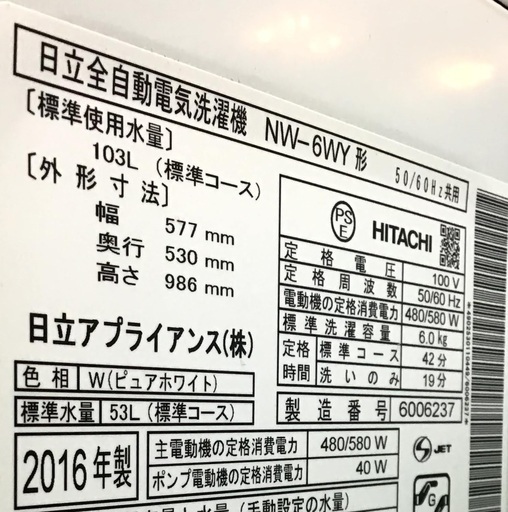 日立全自動電気洗濯機 NW-6WY 形 50/60Hz共用
〔標準使用水量〕
103L (標準コース)
〔外形寸法〕
幅 577 mm
奥行 530 mm
高さ 986 mm
日立アプライアンス(株)
色相 W(ピュアホワイト)
標準水量 53L (標準コース)
2016年製
主電動機の定格消費電力 480/580 W
ポンプ電動機の定格消費電力 40 W
PSE HITACHI
定格電圧 100 V
定格周波数 50/60 Hz
電動機の定格消費電力 480/580 W
標準洗濯容量 6.0 kg
定格時間 標準コース 42分
洗いのみ 19分
製造番号 6006237
S JET
G
(手動設定の水量)